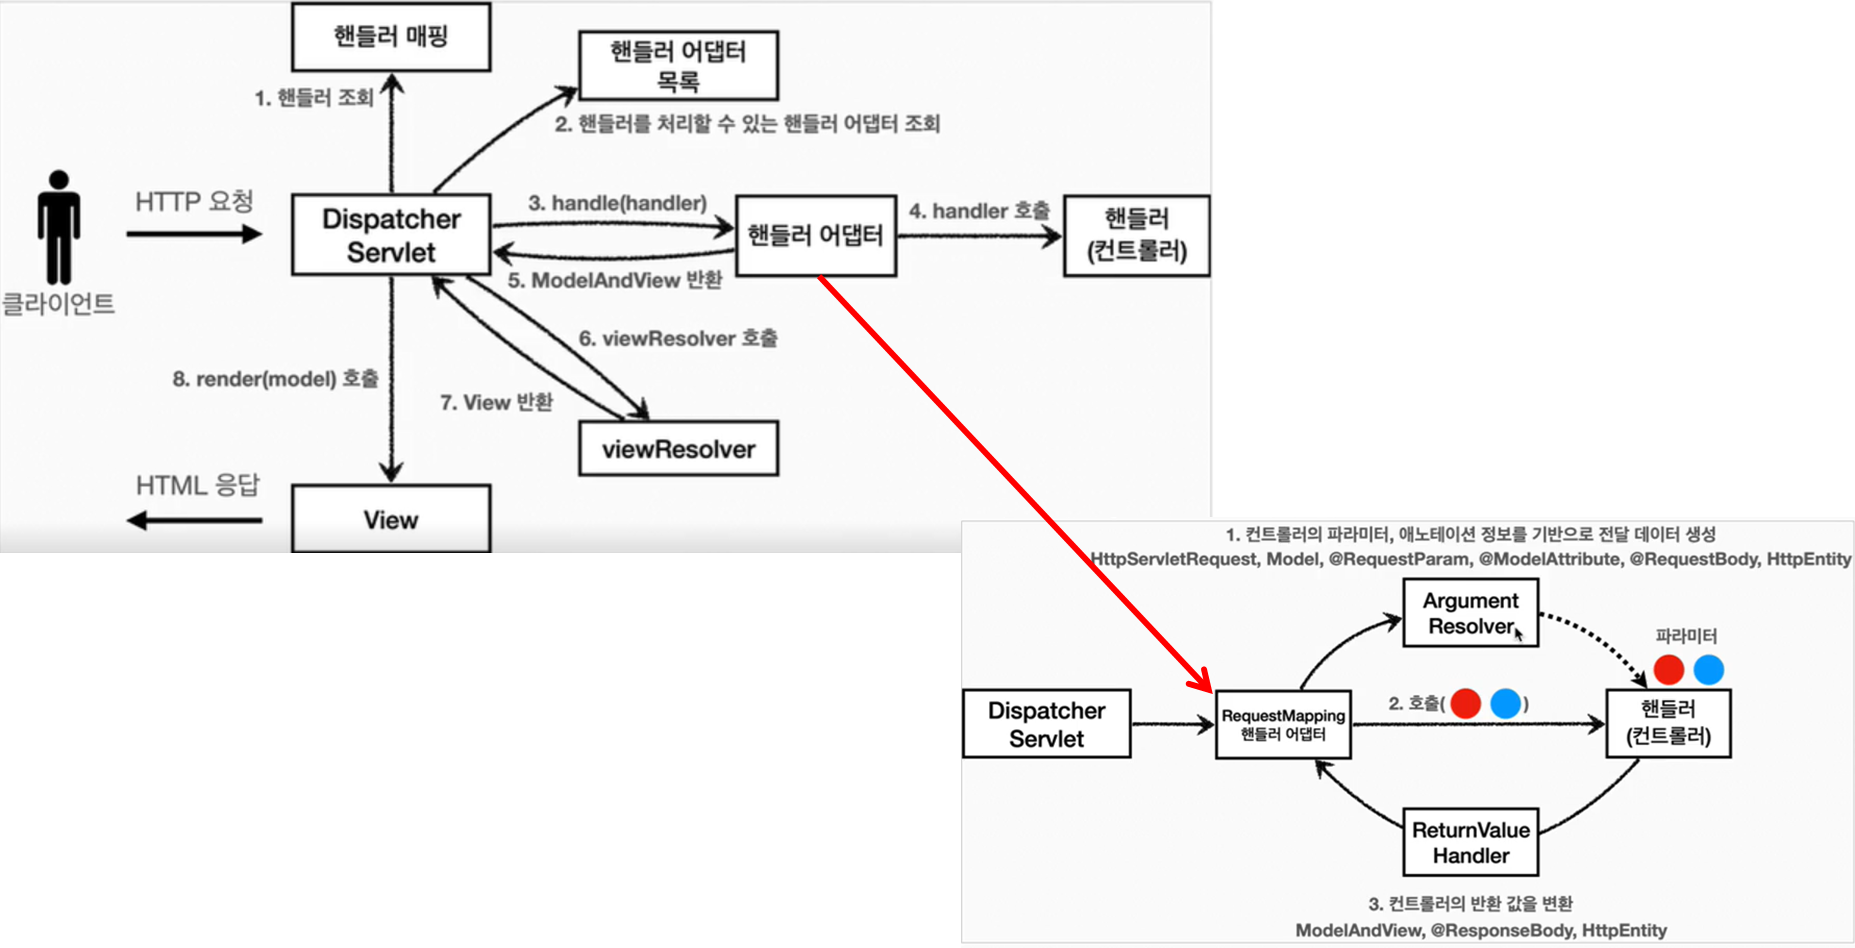 핸들러 매핑
핸들러 어댑터
목록
1. 핸들러 조회
2. 핸들러를 처리할 수 있는 핸들러 어댑터 조회
HTTP 요청
Dispatcher
Servlet
3. handle(handler)
핸들러 어댑터
4. handler 호출
핸들러
(컨트롤러)
5. ModelAndView 반환
클라이언트
6. viewResolver 호출
8. render(model) 호출
7. View 반환
viewResolver
HTML 응답
View
1. 컨트롤러의 파라미터, 애노테이션 정보를 기반으로 전달 데이터 생성
HttpServletRequest, Model, @RequestParam, @ModelAttribute, @RequestBody, HttpEntity
Argument
Resolver
파라미터
Dispatcher
Servlet
RequestMapping
핸들러 어댑터
2. 호출( )
핸들러
(컨트롤러)
ReturnValue
Handler
3. 컨트롤러의 반환 값을 변환
ModelAndView, @ResponseBody, HttpEntity